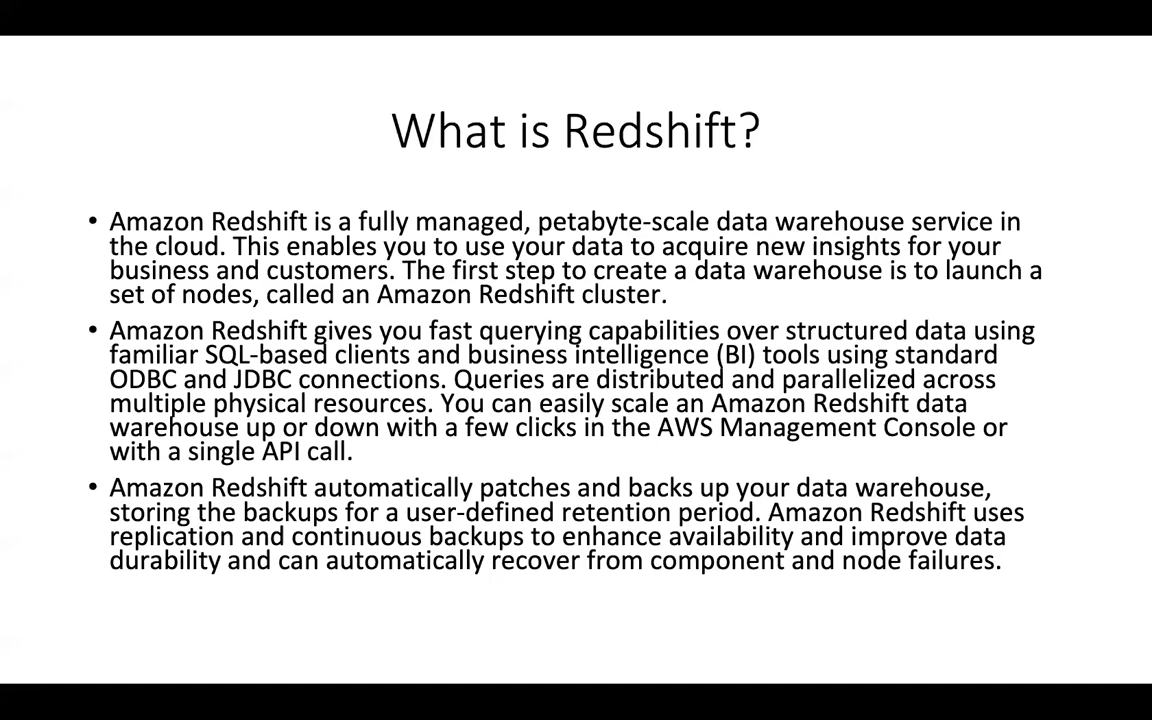 What is Redshift?
• Amazon Redshift is a fully managed, petabyte-scale data warehouse service in
the cloud. This enables you to use your data to acquire new insights for your
business and customers. The first step to create a data warehouse is to launch a
set of nodes, called an Amazon Redshift cluster.
• Amazon Redshift gives you fast querying capabilities over structured data using
familiar SQL-based clients and business intelligence (BI) tools using standard
ODBC and JDBC connections. Queries are distributed and parallelized across
multiple physical resources. You can easily scale an Amazon Redshift data
warehouse up or down with a few clicks in the AWS Management Console or
with a single API call.
• Amazon Redshift automatically patches and backs up your data warehouse,
storing the backups for a user-defined retention period. Amazon Redshift uses
replication and continuous backups to enhance availability and improve data
durability and can automatically recover from component and node failures.